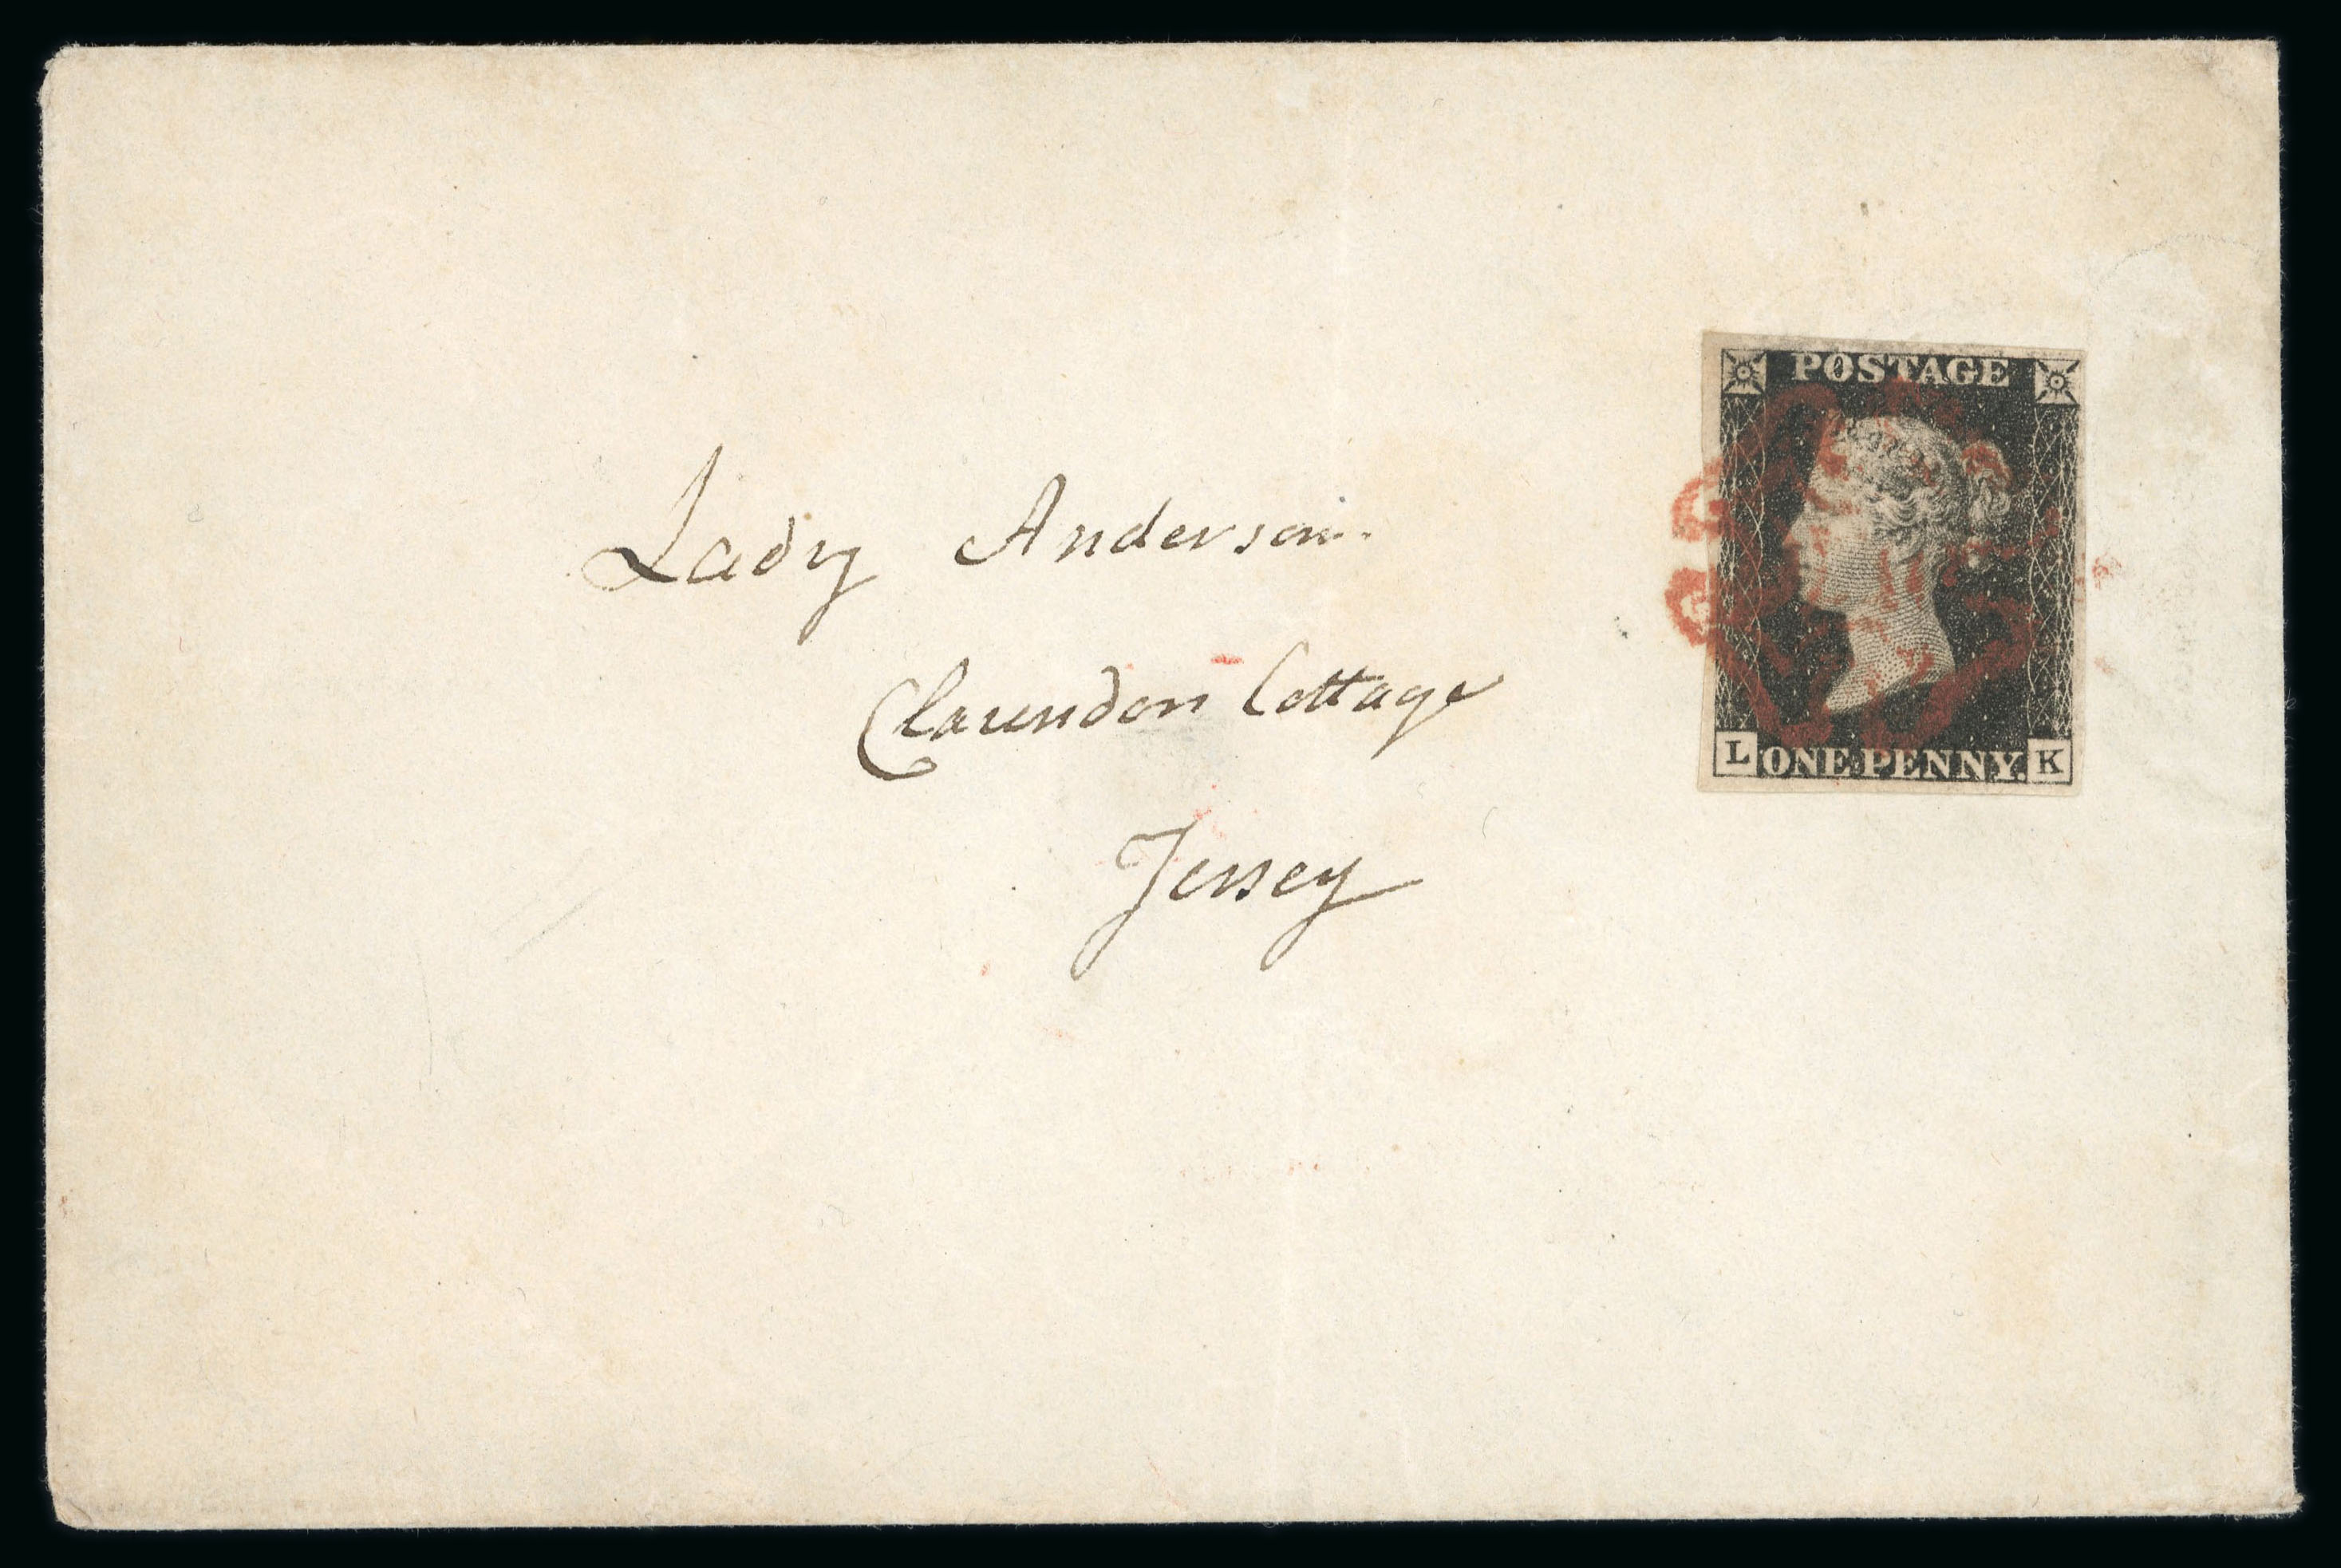 Lady Anderson.
Clarendon Cottage
Jersey
POSTAGE
L ONE PENNY. K